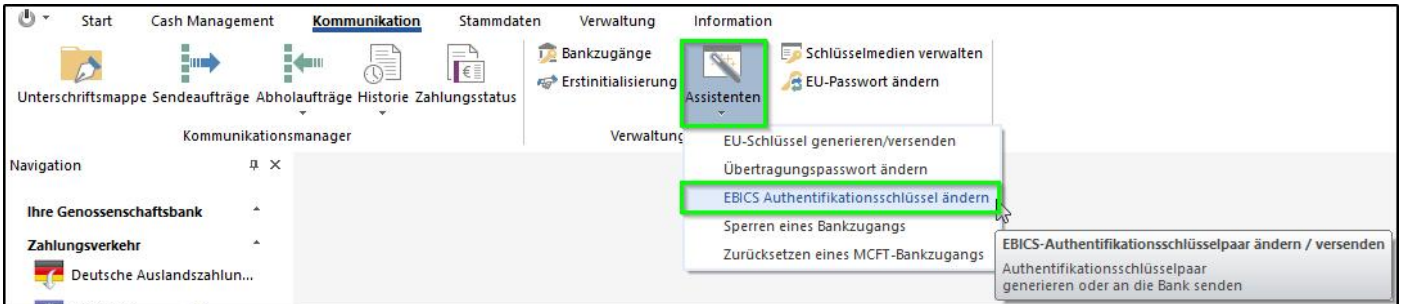 Start Cash Management Kommunikation Stammdaten Verwaltung Information
Bankzugänge Schlüsselmedien verwalten
Erstinitialisierung EU-Passwort ändern
Unterschriftsmappe Sendeaufträge Abholaufträge Historie Zahlungsstatus Assistenten
Kommunikationsmanager Verwaltung
EU-Schlüssel generieren/versenden
Navigation
Übertragungspasswort ändern
EBICS Authentifikationsschlüssel ändern
Ihre Genossenschaftsbank
Sperren eines Bankzugangs
Zahlungsverkehr
EBICS-Authentifikationsschlüsselpaar ändern / versenden
Zurücksetzen eines MCFT-Bankzugangs
Authentifikationsschlüsselpaar
Deutsche Auslandszahlun...
generieren oder an die Bank senden